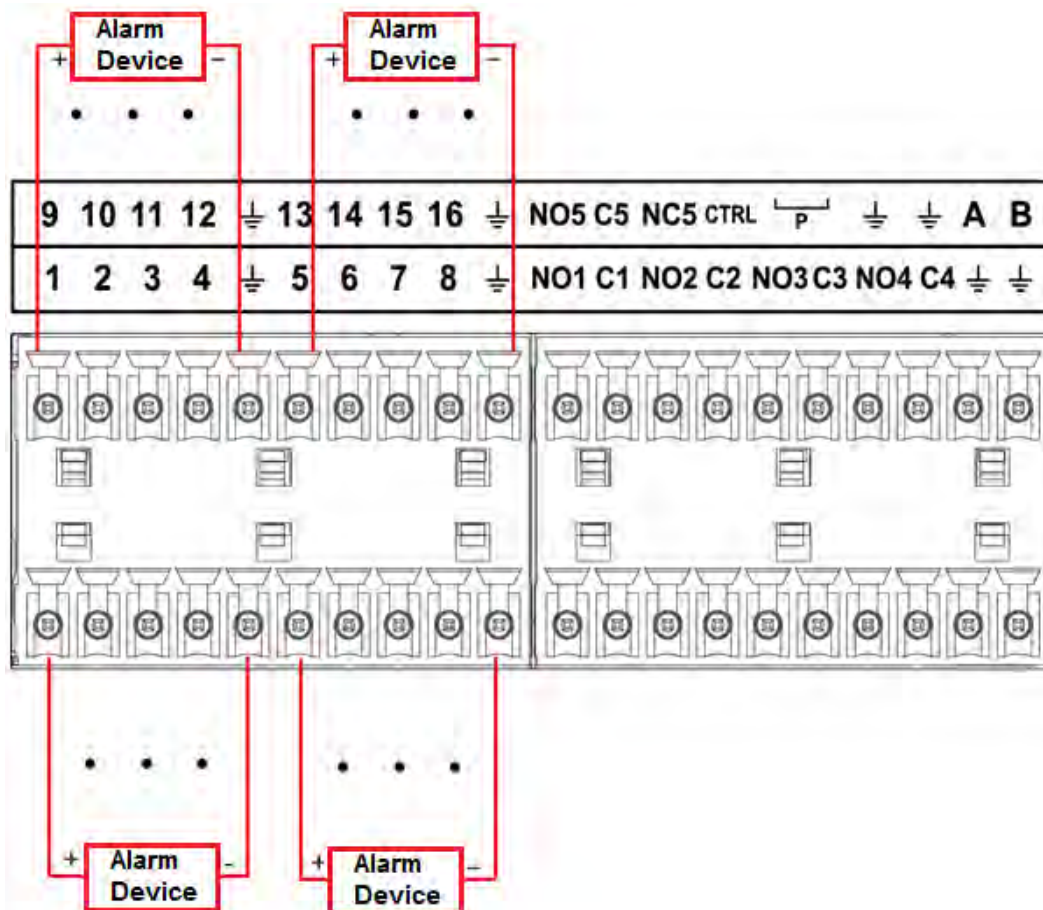 Alarm Device
Alarm Device
+ - + -
• • • • • •
9 10 11 12 ⏚ 13 14 15 16 ⏚ NO5 C5 NC5 CTRL P ⏚ ⏚ A B
1 2 3 4 ⏚ 5 6 7 8 ⏚ NO1 C1 NO2 C2 NO3 C3 NO4 C4 ⏚ ⏚
• • • • • •
+ - + -
Alarm Device
Alarm Device